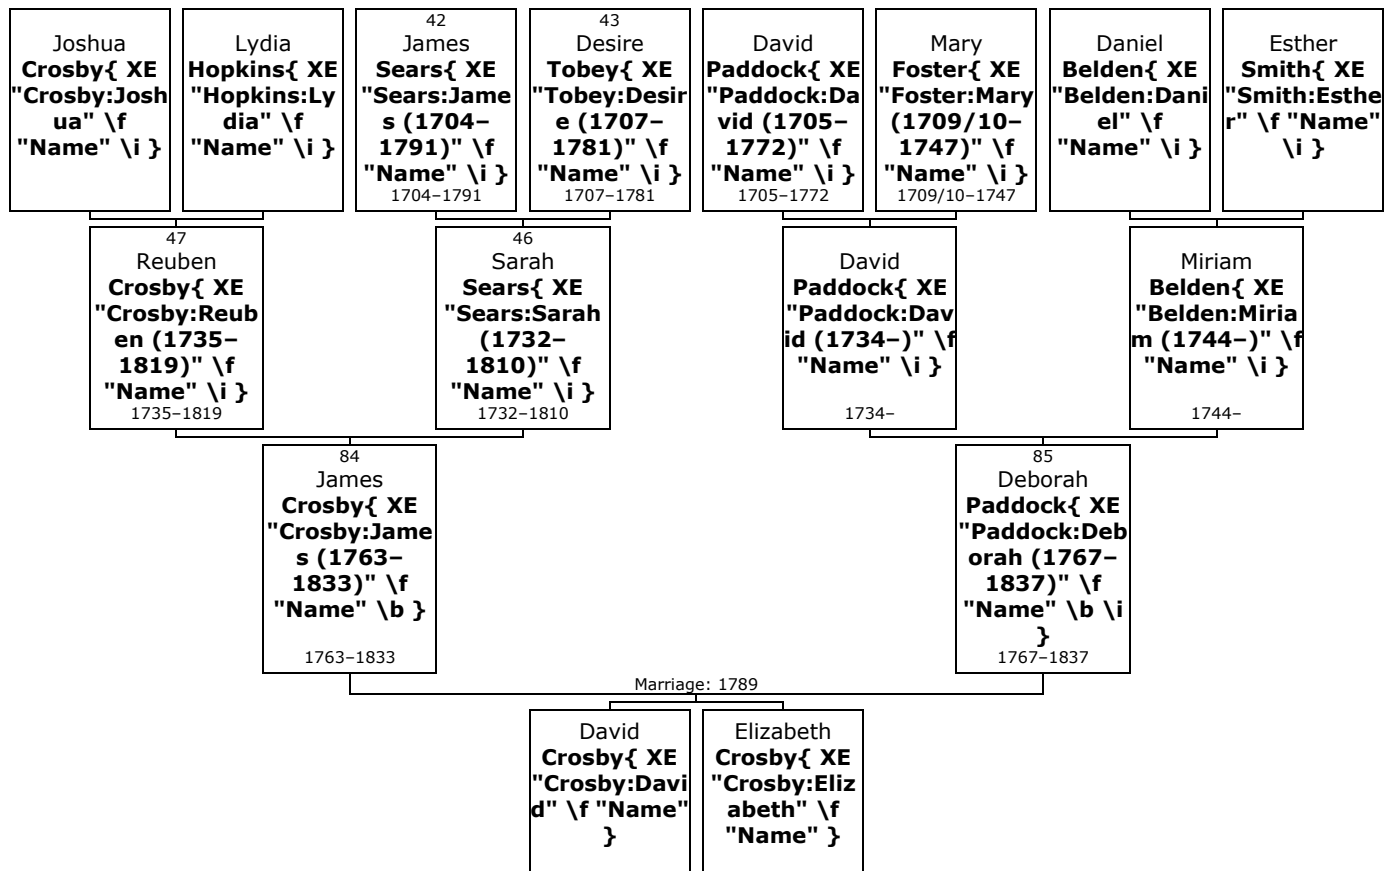 Joshua
Crosby{ XE
"Crosby:Josh
ua" \f
"Name" \i }
Lydia
Hopkins{ XE
"Hopkins:Ly
dia" \f
"Name" \i }
42
James
Sears{ XE
"Sears:Jame
s (1704–
1791)" \f
"Name" \i }
1704–1791
43
Desire
Tobey{ XE
"Tobey:Desir
e (1707–
1781)" \f
"Name" \i }
1707–1781
David
Paddock{ XE
"Paddock:Da
vid (1705–
1772)" \f
"Name" \i }
1705–1772
Mary
Foster{ XE
"Foster:Mary
(1709/10–
1747)" \f
"Name" \i }
1709/10–1747
Daniel
Belden{ XE
"Belden:Dani
el" \f
"Name" \i }
Esther
Smith{ XE
"Smith:Esthe
r" \f "Name"
\i }
47
Reuben
Crosby{ XE
"Crosby:Reub
en (1735–
1819)" \f
"Name" \i }
1735–1819
46
Sarah
Sears{ XE
"Sears:Sarah
(1732–
1810)" \f
"Name" \i }
1732–1810
David
Paddock{ XE
"Paddock:Dav
id (1734–)" \f
"Name" \i }
1734–
Miriam
Belden{ XE
"Belden:Miria
m (1744–)" \f
"Name" \i }
1744–
84
James
Crosby{ XE
"Crosby:Jame
s (1763–
1833)" \f
"Name" \b }
1763–1833
85
Deborah
Paddock{ XE
"Paddock:Deb
orah (1767–
1837)" \f
"Name" \b \i
}
1767–1837
Marriage: 1789
David
Crosby{ XE
"Crosby:Davi
d" \f "Name"
}
Elizabeth
Crosby{ XE
"Crosby:Eliz
abeth" \f
"Name" }